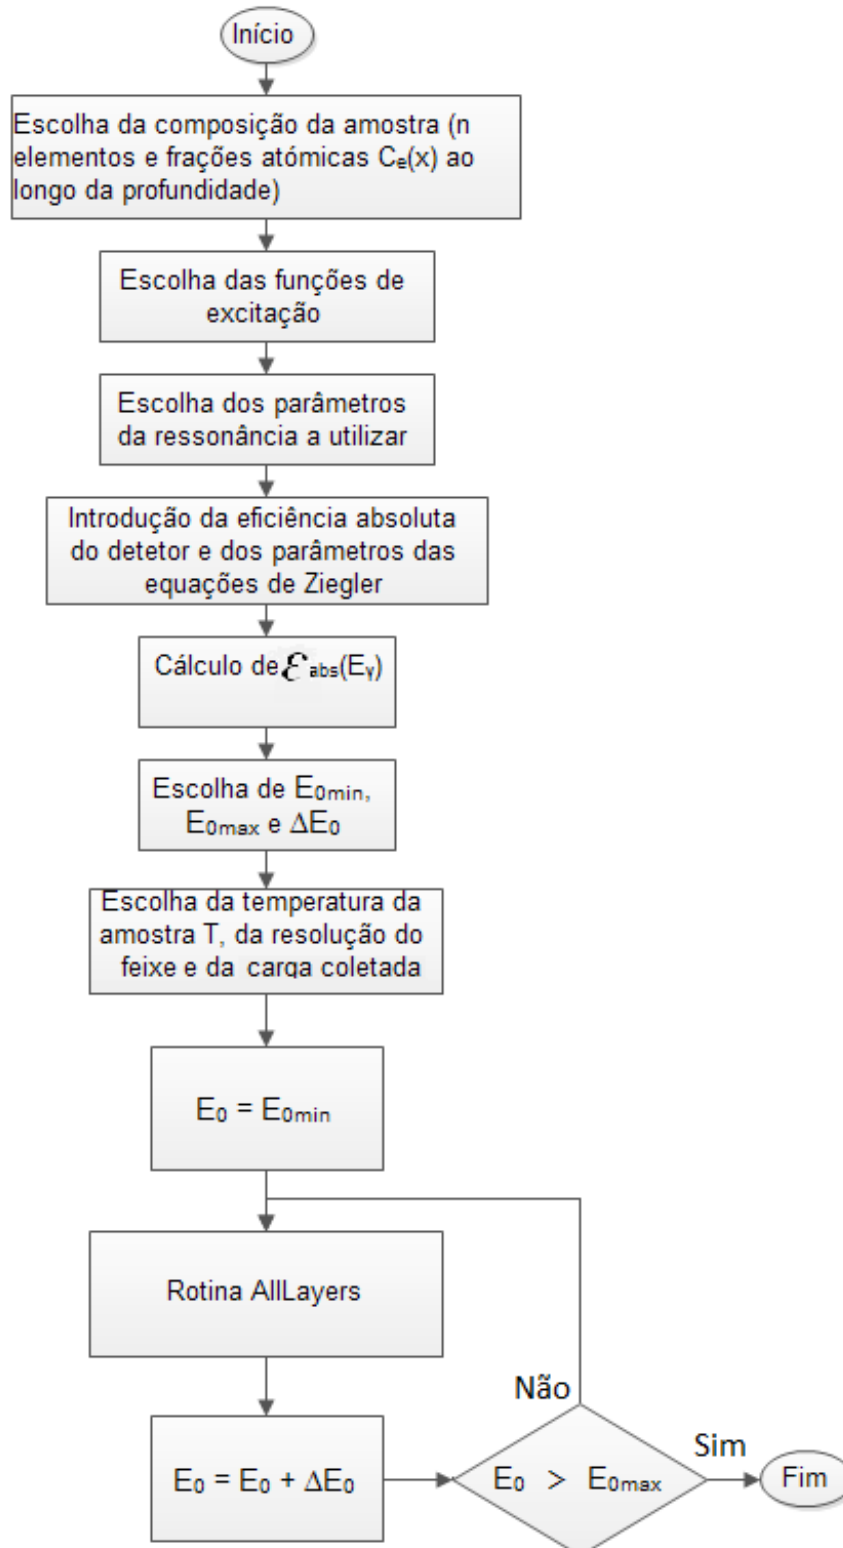 Início
Escolha da composição da amostra (n
elementos e frações atómicas Cₑ(x) ao
longo da profundidade)
Escolha das funções de
excitação
Escolha dos parâmetros
da ressonância a utilizar
Introdução da eficiência absoluta
do detetor e dos parâmetros das
equações de Ziegler
Cálculo de ℰabs(Eγ)
Escolha de E0min,
E0max e ΔE0
Escolha da temperatura da
amostra T, da resolução do
feixe e da carga coletada
E0 = E0min
Rotina AllLayers
Não
E0 = E0 + ΔE0
E0 > E0max
Sim
Fim